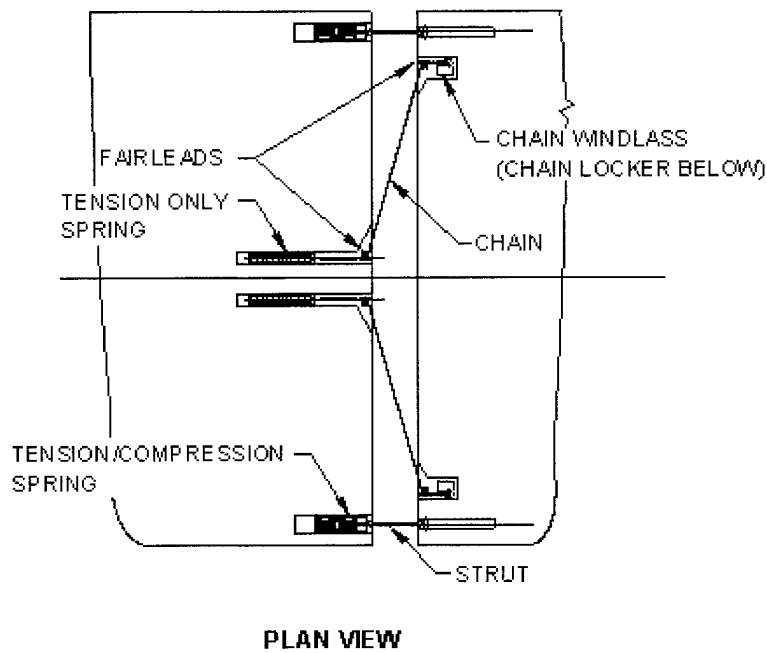 FAIRLEADS
TENSION ONLY
SPRING
CHAIN WINDLASS
(CHAIN LOCKER BELOW)
CHAIN
TENSION/COMPRESSION
SPRING
STRUT
PLAN VIEW